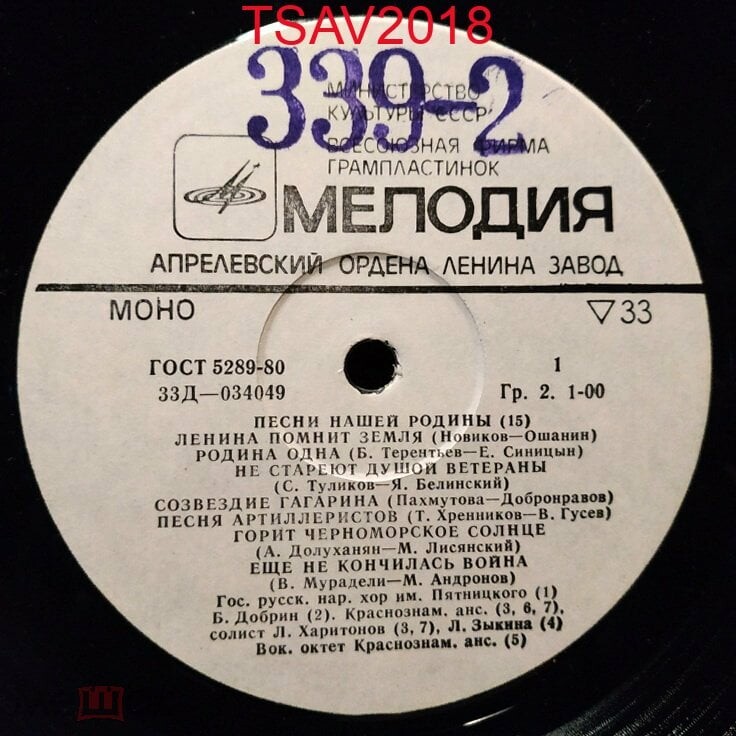 TSAV2018
339-2
МИНИСТЕРСТВО
КУЛЬТУРЫ СССР
ВСЕСОЮЗНАЯ ФИРМА
ГРАМПЛАСТИНОК
МЕЛОДИЯ
АПРЕЛЕВСКИЙ ОРДЕНА ЛЕНИНА ЗАВОД
МОНО ▽33
ГОСТ 5289-80 1
33Д—034049 Гр. 2. 1-00
ПЕСНИ НАШЕЙ РОДИНЫ (15)
ЛЕНИНА ПОМНИТ ЗЕМЛЯ (Новиков—Ошанин)
РОДИНА ОДНА (Б. Терентьев—Е. Синицын)
НЕ СТАРЕЮТ ДУШОЙ ВЕТЕРАНЫ
(С. Туликов—Я. Белинский)
СОЗВЕЗДИЕ ГАГАРИНА (Пахмутова—Добронравов)
ПЕСНЯ АРТИЛЛЕРИСТОВ (Т. Хренников—В. Гусев)
ГОРИТ ЧЕРНОМОРСКОЕ СОЛНЦЕ
(А. Долуханян—М. Лисянский)
ЕЩЕ НЕ КОНЧИЛАСЬ ВОЙНА
(В. Мурадели—М. Андронов)
Гос. русск. нар. хор им. Пятницкого (1)
Б. Добрин (2). Краснознам. анс. (3, 6, 7),
солист Л. Харитонов (3, 7), Л. Зыкина (4)
Вок. октет Краснознам. анс. (5)